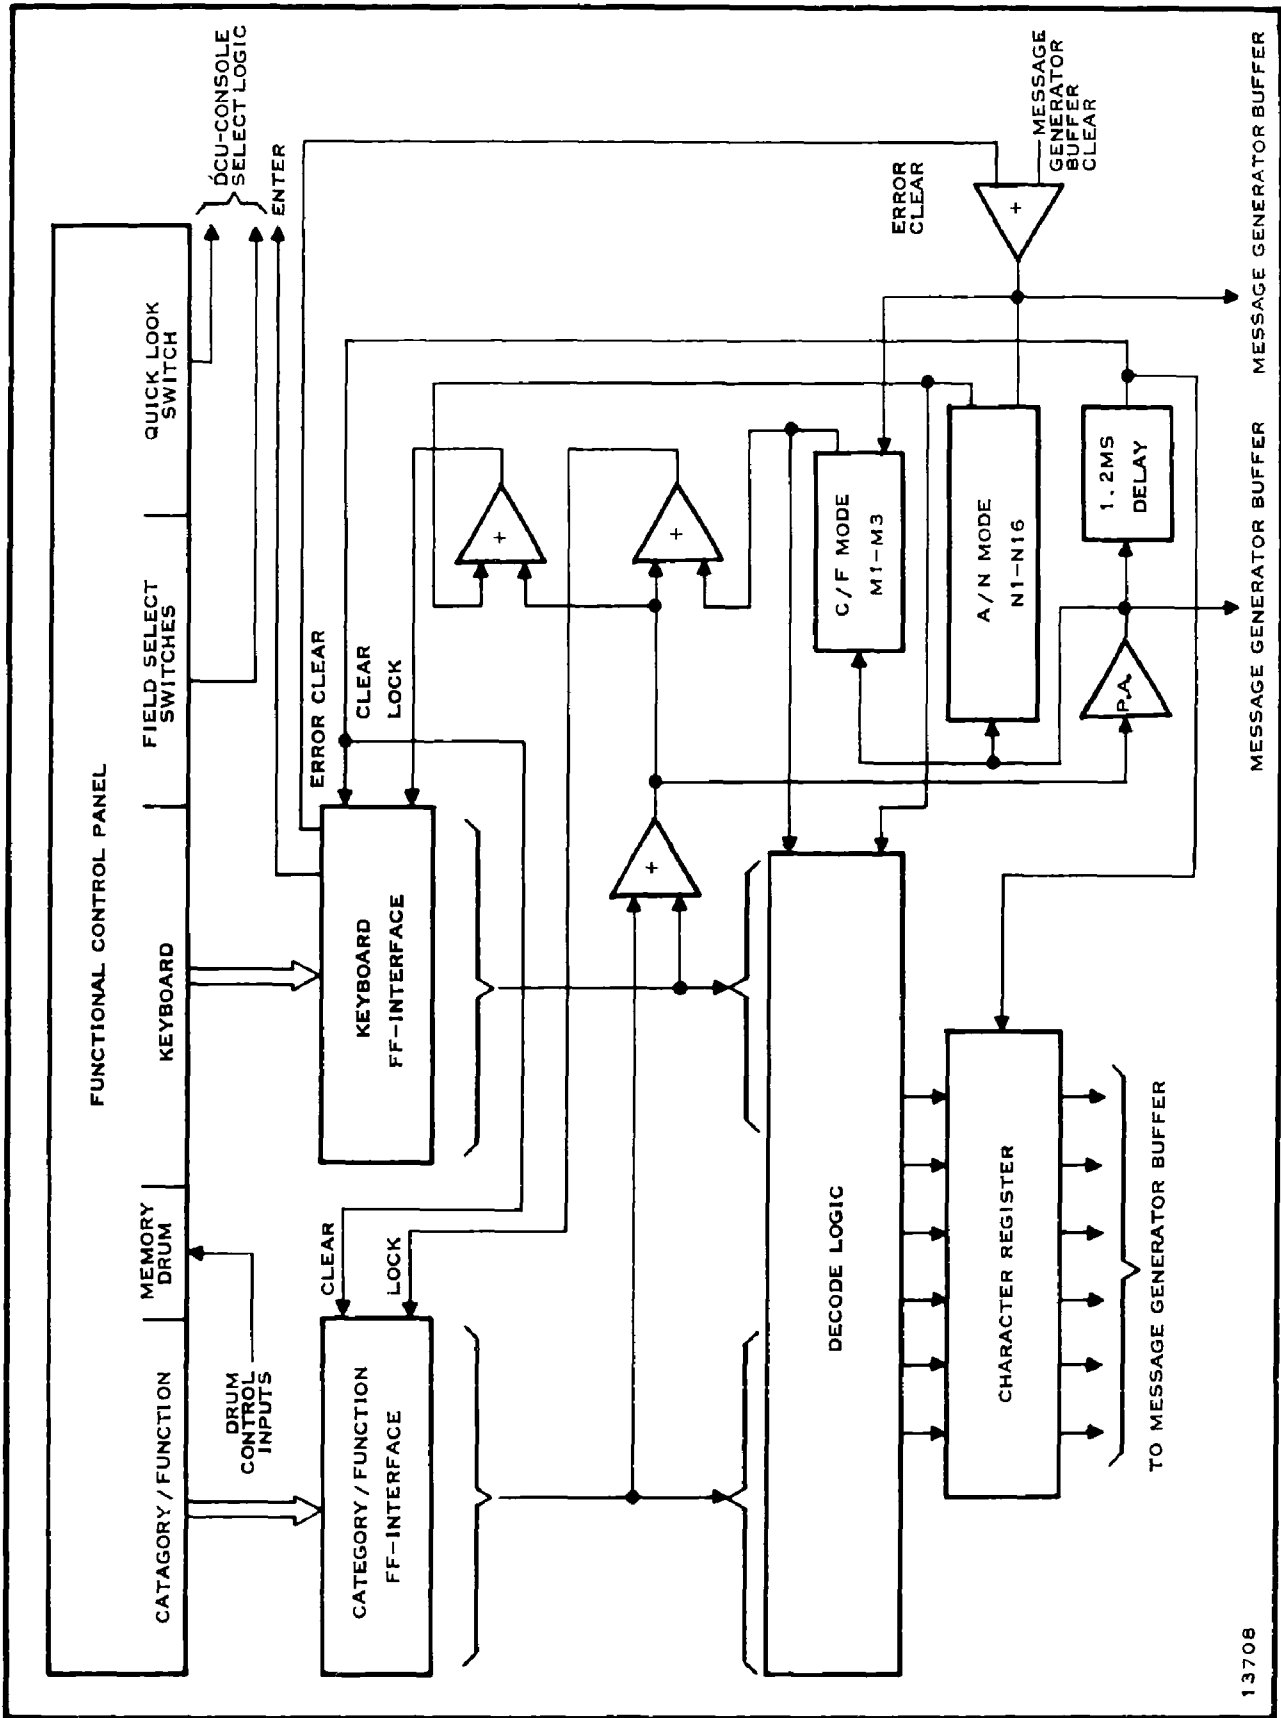 FUNCTIONAL CONTROL PANEL
CATAGORY/FUNCTION
MEMORY
DRUM
KEYBOARD
FIELD SELECT
SWITCHES
QUICK LOOK
SWITCH
DCU-CONSOLE
SELECT LOGIC
ENTER
DRUM
CONTROL
INPUTS
CATEGORY/FUNCTION
FF-INTERFACE
CLEAR
LOCK
KEYBOARD
FF-INTERFACE
ERROR CLEAR
CLEAR
LOCK
+
+
+
ERROR
CLEAR
+
MESSAGE
GENERATOR
BUFFER
CLEAR
C/F MODE
M1-M3
A/N MODE
N1-N16
P.A.
1.2MS
DELAY
DECODE LOGIC
CHARACTER REGISTER
TO MESSAGE GENERATOR BUFFER
MESSAGE GENERATOR BUFFER
MESSAGE GENERATOR BUFFER
13708